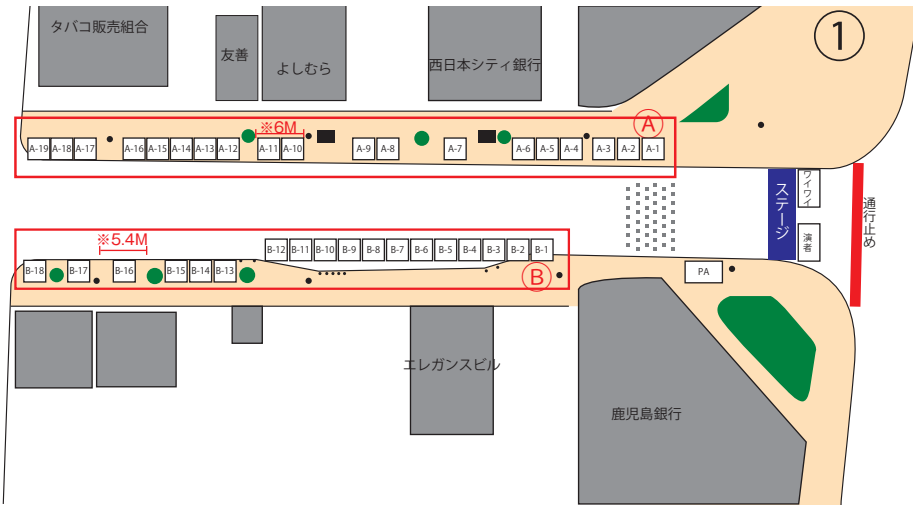 タバコ販売組合
友善
よしむら
西日本シティ銀行
1
※6M
A
A-19
A-18
A-17
A-16
A-15
A-14
A-13
A-12
A-11
A-10
A-9
A-8
A-7
A-6
A-5
A-4
A-3
A-2
A-1
ステージ
ワイワイ
演者
通行止め
※5.4M
B-12
B-11
B-10
B-9
B-8
B-7
B-6
B-5
B-4
B-3
B-2
B-1
B-18
B-17
B-16
B-15
B-14
B-13
B
PA
エレガンスビル
鹿児島銀行